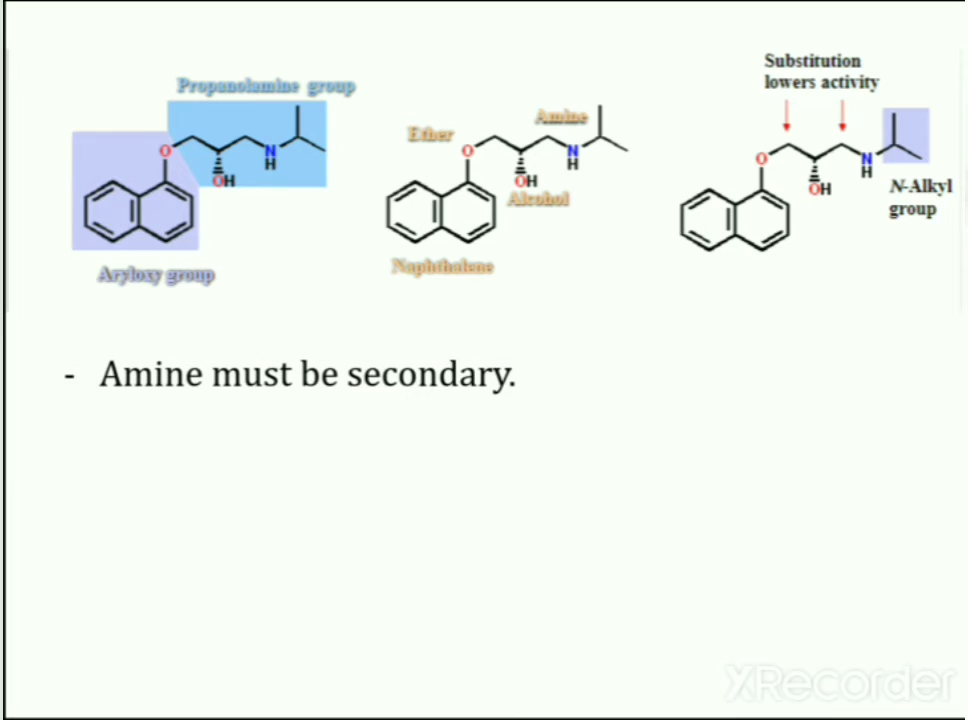 Propanolamine group
O
OH
N
H
Aryloxy group
Ether
Amine
O
OH
N
H
Alcohol
Naphthalene
Substitution
lowers activity
O
OH
N
H
N-Alkyl
group
- Amine must be secondary.
XRecorder